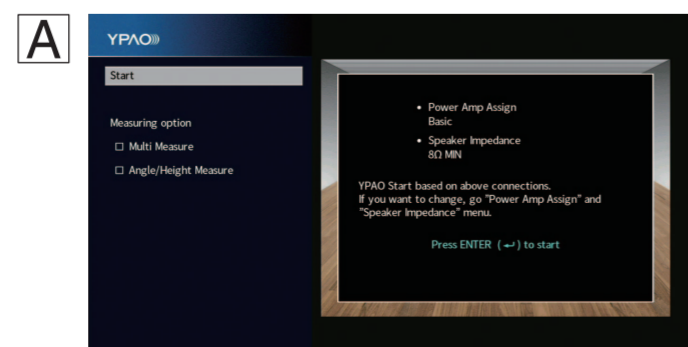 A
YPAO
Start
Measuring option
Multi Measure
Angle/Height Measure
• Power Amp Assign
Basic
• Speaker Impedance
8Ω MIN
YPAO Start based on above connections.
If you want to change, go "Power Amp Assign" and
"Speaker Impedance" menu.
Press ENTER ( ↵ ) to start